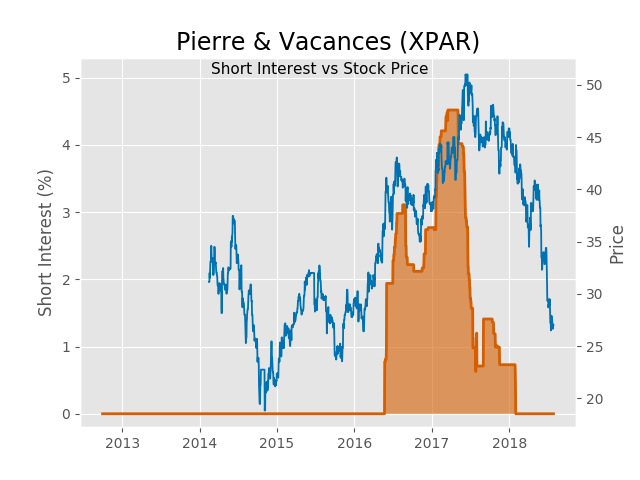 Pierre & Vacances (XPAR)
Short Interest vs Stock Price
Short Interest (%)
5
4
3
2
1
0
50
45
40
35
30
25
20
Price
2013 2014 2015 2016 2017 2018